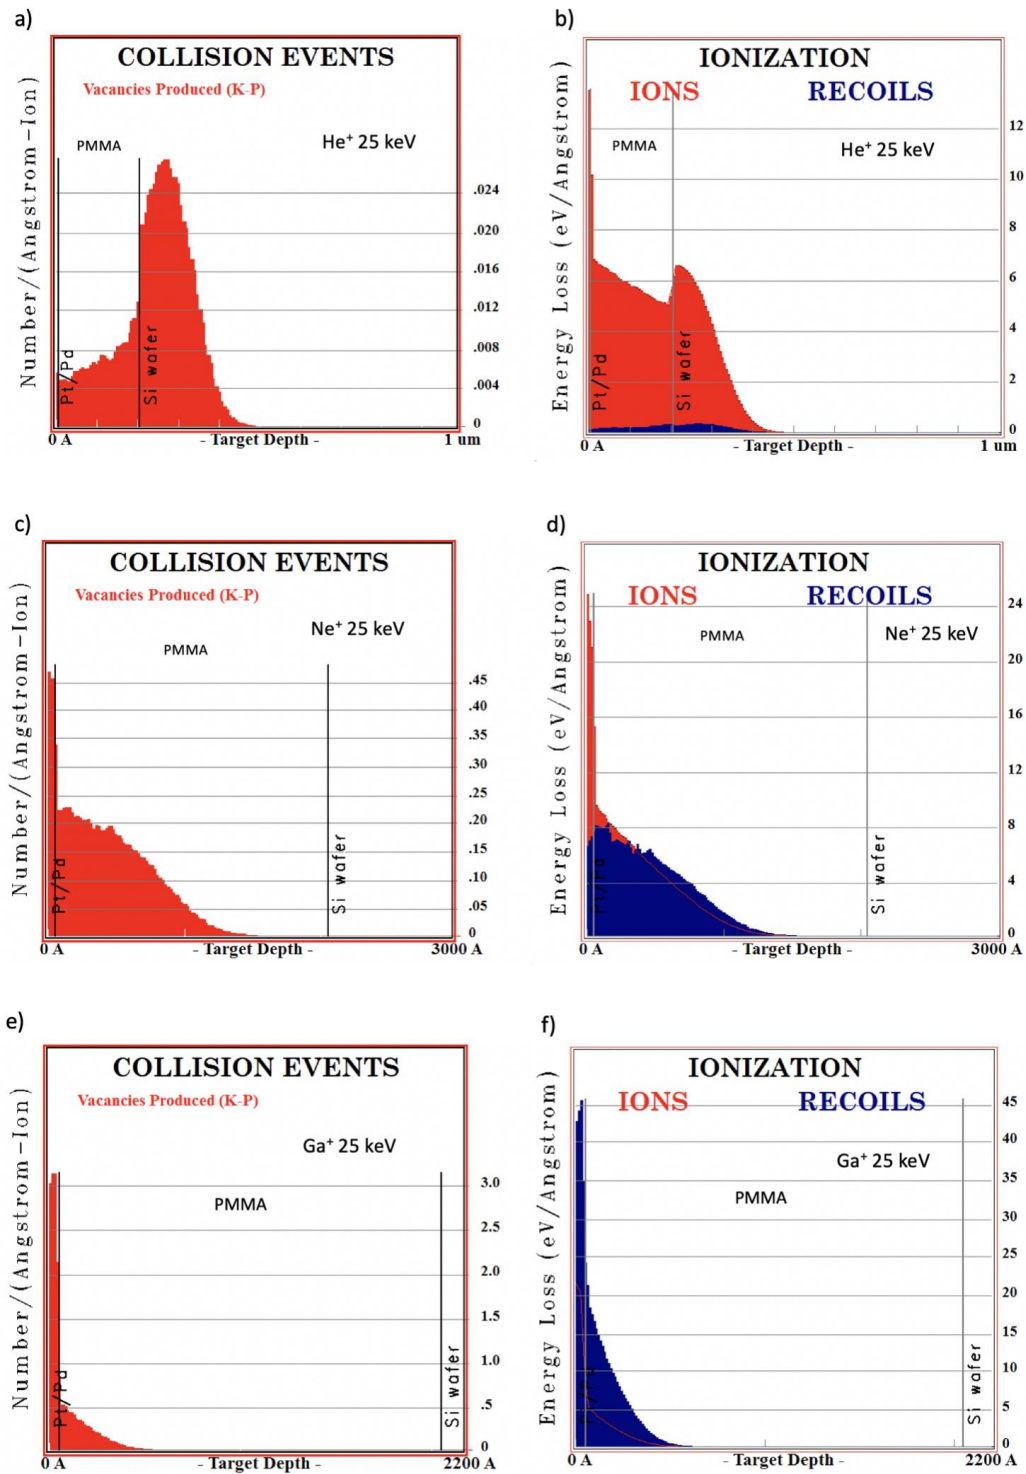 a)
COLLISION EVENTS
Vacancies Produced (K-P)
PMMA
He⁺ 25 keV
Number/(Angstrom-Ion)
.024
.020
.016
.012
.008
.004
0
Pt/Pd
Si wafer
0 A
- Target Depth -
1 um
b)
IONIZATION
IONS RECOILS
PMMA
He⁺ 25 keV
Energy Loss (eV/Angstrom)
12
10
8
6
4
2
0
Pt/Pd
Si wafer
0 A
- Target Depth -
1 um
c)
COLLISION EVENTS
Vacancies Produced (K-P)
Ne⁺ 25 keV
PMMA
Number/(Angstrom-Ion)
.45
.40
.35
.30
.25
.20
.15
.10
.05
0
Pt/Pd
Si wafer
0 A
- Target Depth -
3000 A
d)
IONIZATION
IONS RECOILS
PMMA
Ne⁺ 25 keV
Energy Loss (eV/Angstrom)
24
20
16
12
8
4
0
Pt/Pd
Si wafer
0 A
- Target Depth -
3000 A
e)
COLLISION EVENTS
Vacancies Produced (K-P)
Ga⁺ 25 keV
PMMA
Number/(Angstrom-Ion)
3.0
2.5
2.0
1.5
1.0
.5
0
Pt/Pd
Si wafer
0 A
- Target Depth -
2200 A
f)
IONIZATION
IONS RECOILS
Ga⁺ 25 keV
PMMA
Energy Loss (eV/Angstrom)
45
40
35
30
25
20
15
10
5
0
Pt/Pd
Si wafer
0 A
- Target Depth -
2200 A